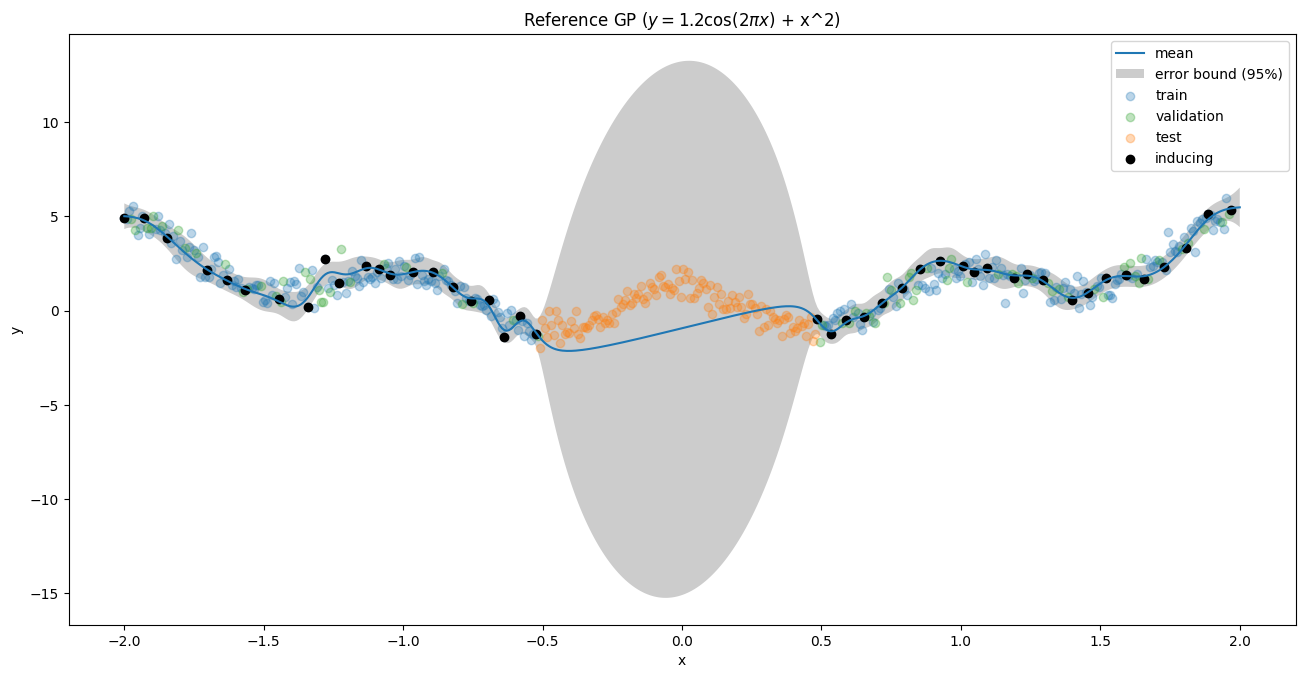 Reference GP (y = 1.2cos(2πx) + x^2)
mean
error bound (95%)
train
validation
test
inducing
y
10
5
0
−5
−10
−15
−2.0 −1.5 −1.0 −0.5 0.0 0.5 1.0 1.5 2.0
x